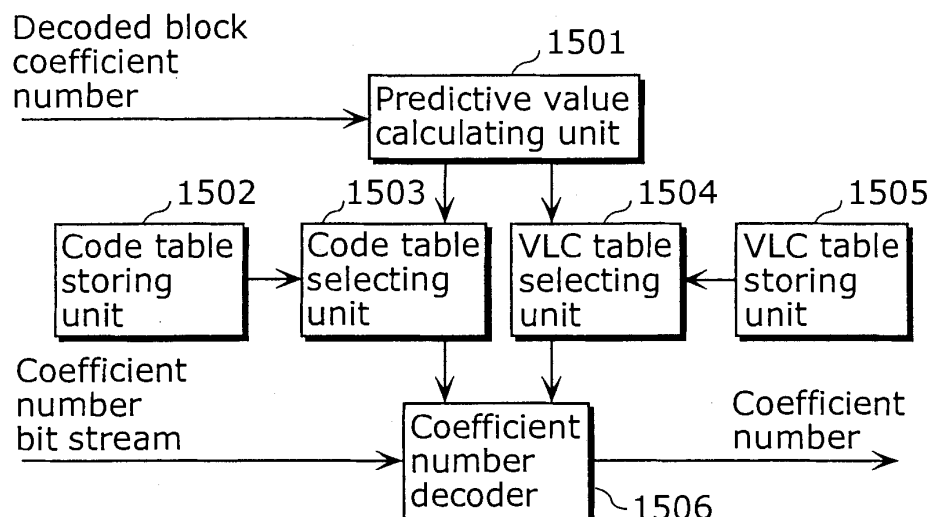 Decoded block
coefficient
number
1501
Predictive value
calculating unit
1502
1503
1504
1505
Code table
storing
unit
Code table
selecting
unit
VLC table
selecting
unit
VLC table
storing
unit
Coefficient
number
bit stream
Coefficient
number
decoder
Coefficient
number
1506